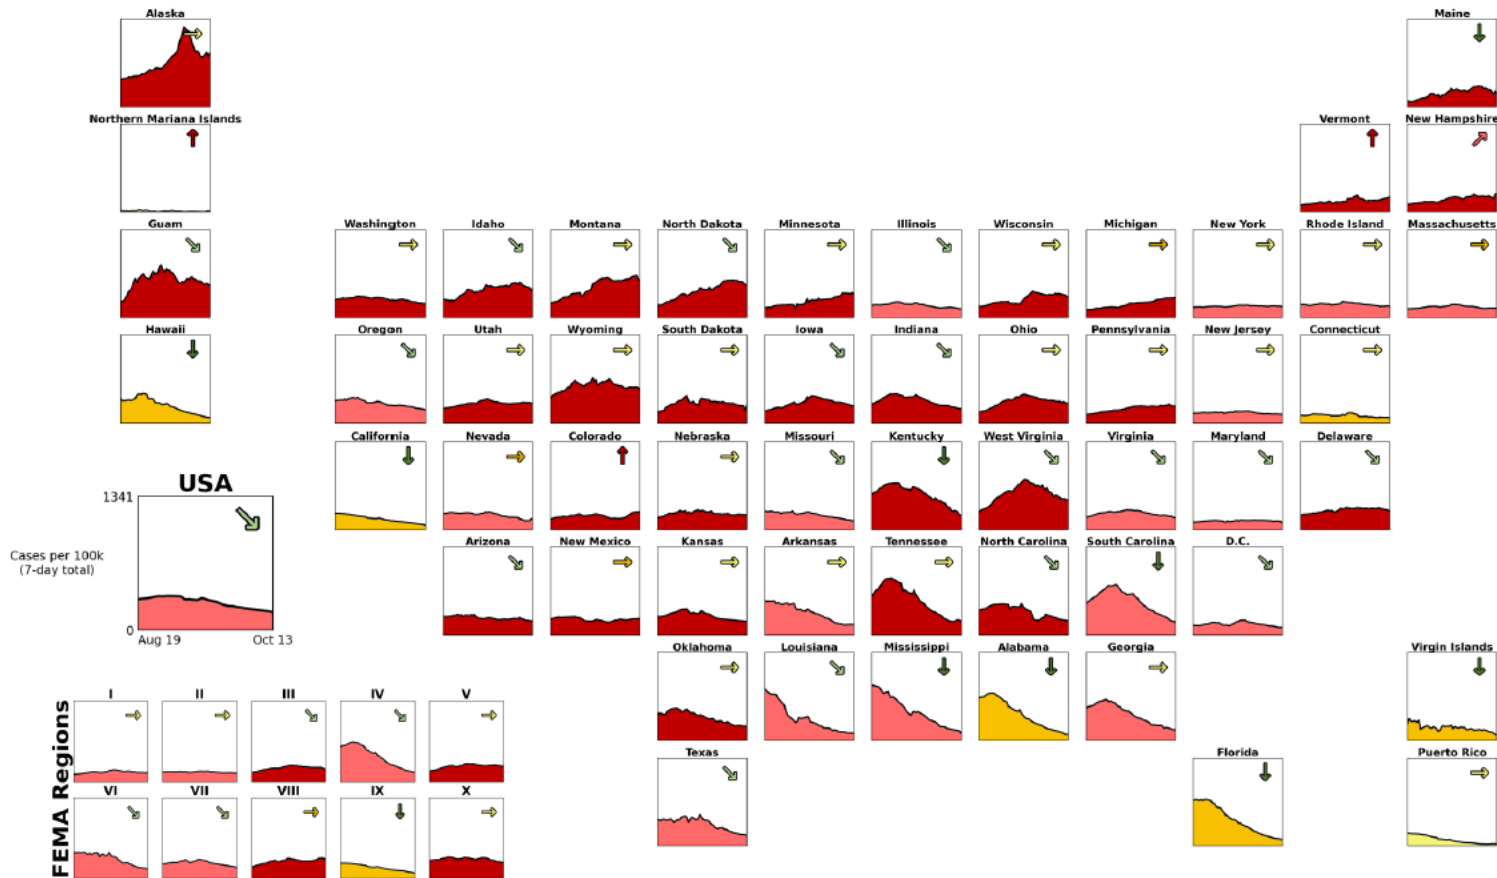 Alaska
Maine
Northern Mariana Islands
Vermont
New Hampshire
Guam
Washington
Idaho
Montana
North Dakota
Minnesota
Illinois
Wisconsin
Michigan
New York
Rhode Island
Massachusetts
Hawaii
Oregon
Utah
Wyoming
South Dakota
Iowa
Indiana
Ohio
Pennsylvania
New Jersey
Connecticut
California
Nevada
Colorado
Nebraska
Missouri
Kentucky
West Virginia
Virginia
Maryland
Delaware
USA
1341
Cases per 100k
(7-day total)
0
Aug 19
Oct 13
Arizona
New Mexico
Kansas
Arkansas
Tennessee
North Carolina
South Carolina
D.C.
Oklahoma
Louisiana
Mississippi
Alabama
Georgia
Virgin Islands
Texas
Florida
Puerto Rico
FEMA Regions
I
II
III
IV
V
VI
VII
VIII
IX
X